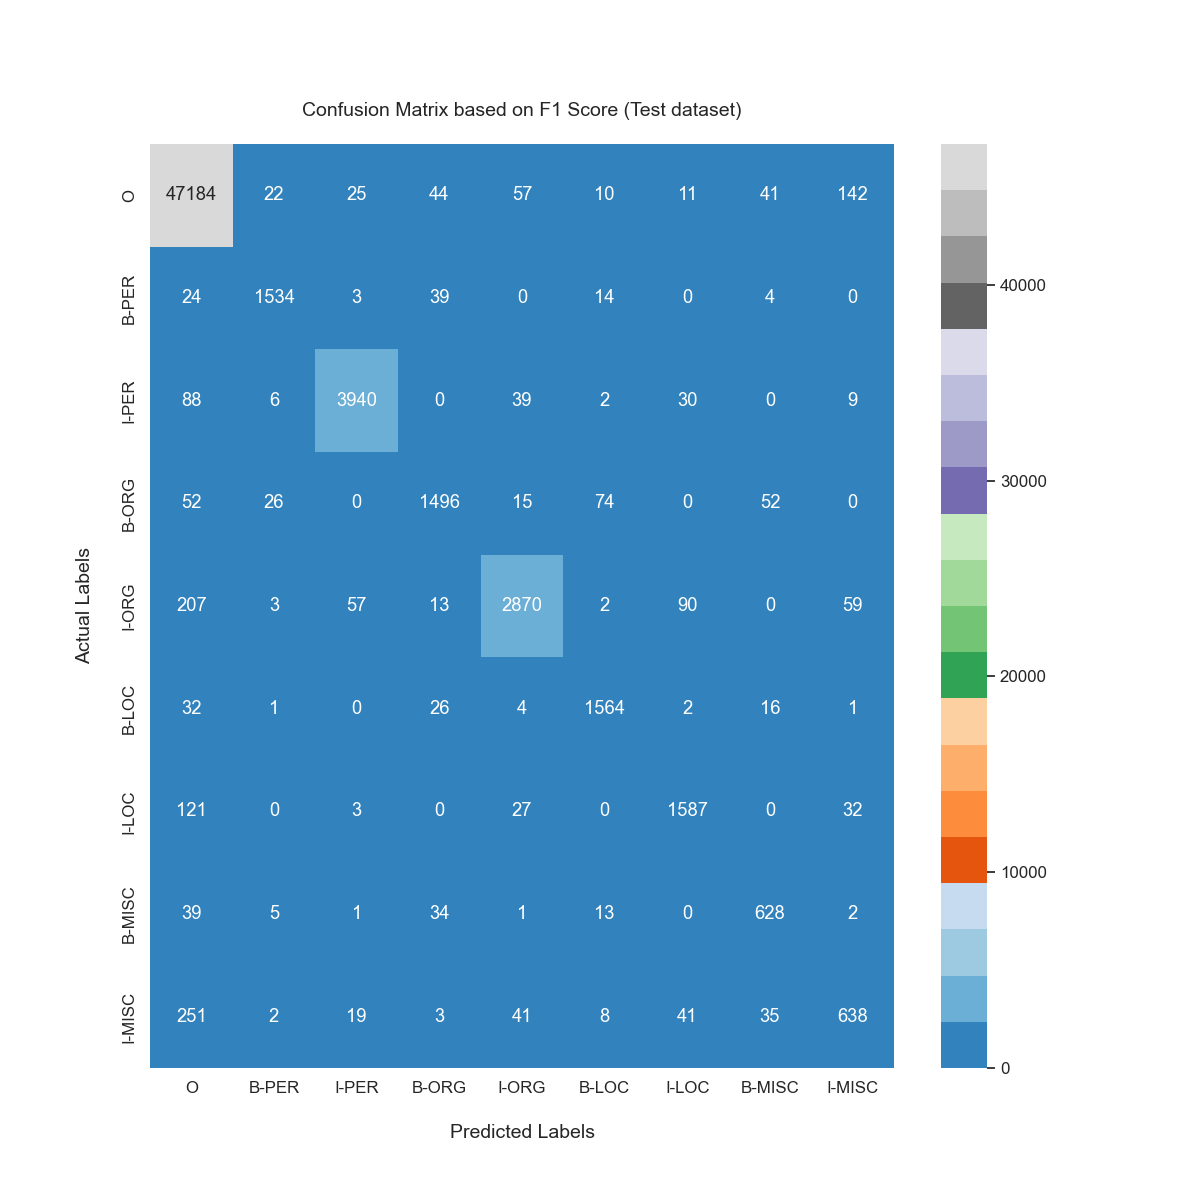 Confusion Matrix based on F1 Score (Test dataset)
O 47184 22 25 44 57 10 11 41 142
B-PER 24 1534 3 39 0 14 0 4 0
I-PER 88 6 3940 0 39 2 30 0 9
B-ORG 52 26 0 1496 15 74 0 52 0
I-ORG 207 3 57 13 2870 2 90 0 59
B-LOC 32 1 0 26 4 1564 2 16 1
I-LOC 121 0 3 0 27 0 1587 0 32
B-MISC 39 5 1 34 1 13 0 628 2
I-MISC 251 2 19 3 41 8 41 35 638
O B-PER I-PER B-ORG I-ORG B-LOC I-LOC B-MISC I-MISC
Predicted Labels
Actual Labels
40000
30000
20000
10000
0